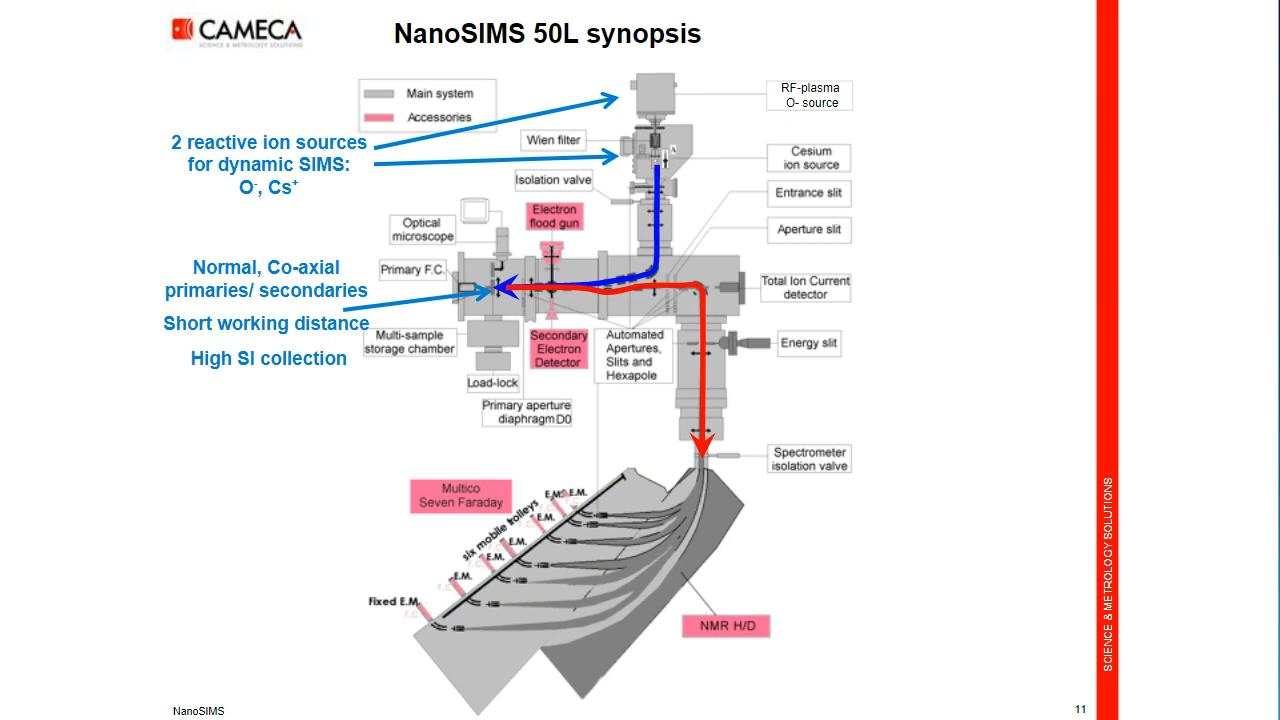 CAMECA
SCIENCE & METROLOGY SOLUTIONS
NanoSIMS 50L synopsis
Main system
Accessories
RF-plasma
O- source
2 reactive ion sources
for dynamic SIMS:
O-, Cs+
Wien filter
Cesium
ion source
Isolation valve
Entrance slit
Electron
flood gun
Optical
microscope
Aperture slit
Normal, Co-axial
primaries/ secondaries
Primary F.C.
Total Ion Current
detector
Short working distance
High SI collection
Multi-sample
storage chamber
Secondary
Electron
Detector
Automated
Apertures,
Slits and
Hexapole
Energy slit
Load-lock
Primary aperture
diaphragm D0
Spectrometer
isolation valve
Multico
Seven Faraday
six mobile trolleys
E.M.
E.M.
E.M.
E.M.
E.M.
E.M.
Fixed E.M.
F.C.
F.C.
F.C.
NMR H/D
SCIENCE & METROLOGY SOLUTIONS
NanoSIMS
11